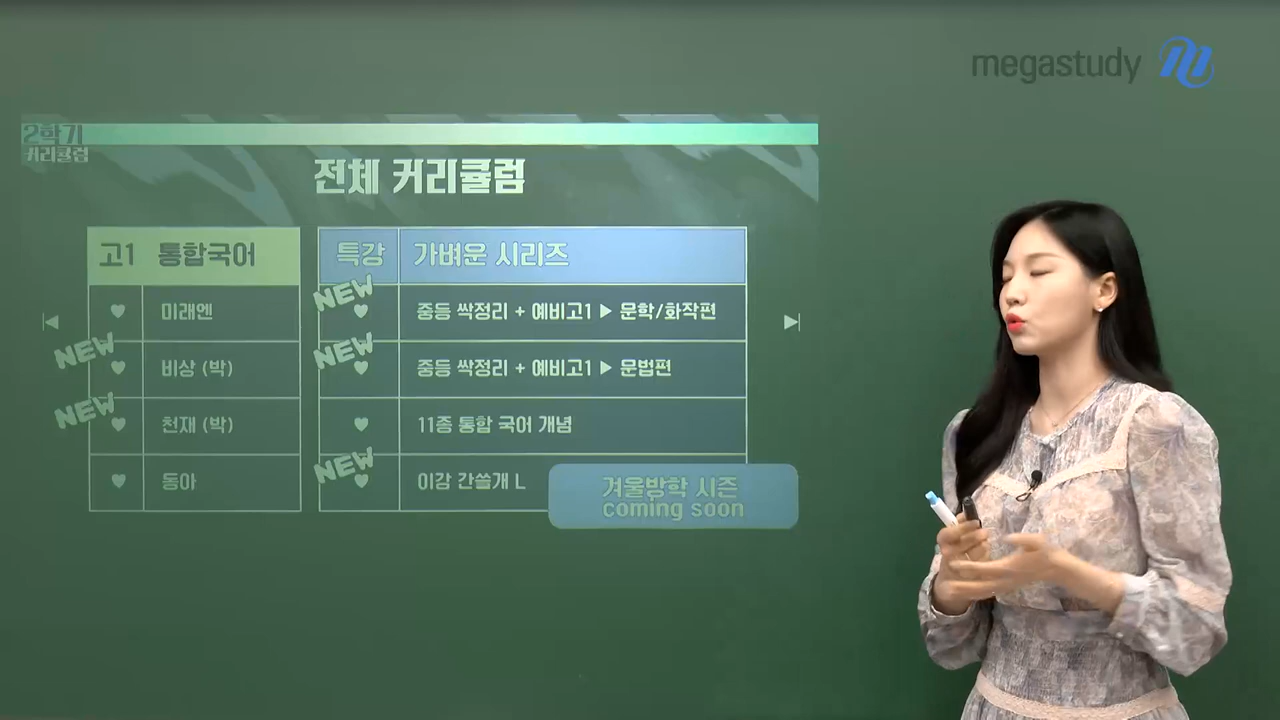 megastudy
2학기
커리큘럼
전체 커리큘럼
고1 통합국어
♥ 미래엔
NEW ♥ 비상 (박)
NEW ♥ 천재 (박)
♥ 동아
특강 가벼운 시리즈
NEW ♥ 중등 싹정리 + 예비고1 ▶ 문학/화작편
NEW ♥ 중등 싹정리 + 예비고1 ▶ 문법편
♥ 11종 통합 국어 개념
NEW ♥ 이감 간쓸개 L
겨울방학 시즌
coming soon